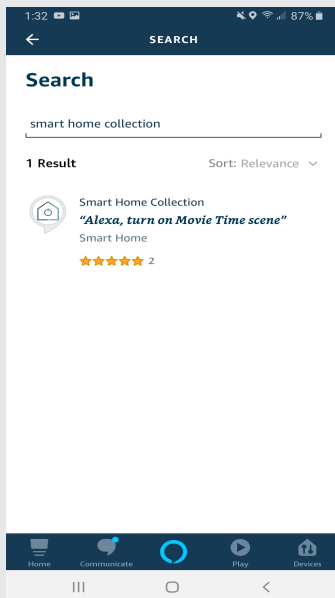 1:32 87%
SEARCH
Search
smart home collection
1 Result Sort: Relevance
Smart Home Collection
“Alexa, turn on Movie Time scene”
Smart Home
2
Home Communicate Play Devices